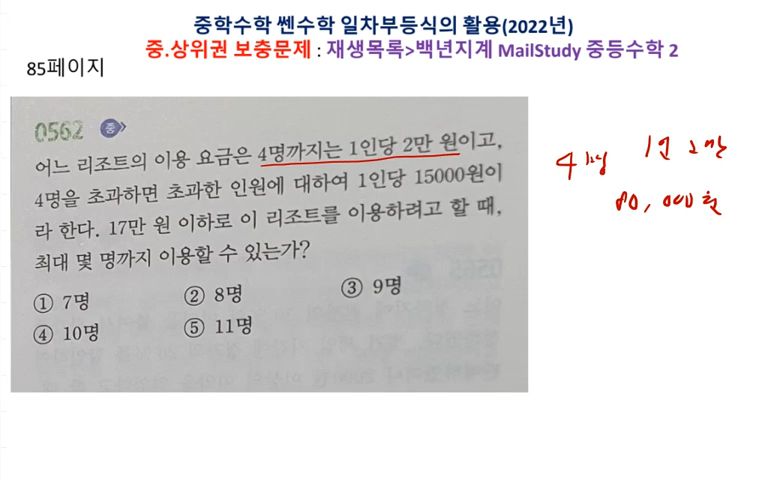 중학수학 쎈수학 일차부등식의 활용(2022년)
중.상위권 보충문제 : 재생목록>백년지계 MailStudy 중등수학 2
85페이지
0562 중
어느 리조트의 이용 요금은 4명까지는 1인당 2만 원이고,
4명을 초과하면 초과한 인원에 대하여 1인당 15000원이
라 한다. 17만 원 이하로 이 리조트를 이용하려고 할 때,
최대 몇 명까지 이용할 수 있는가?
① 7명 ② 8명 ③ 9명
④ 10명 ⑤ 11명
4명 1인 2만
80,000원